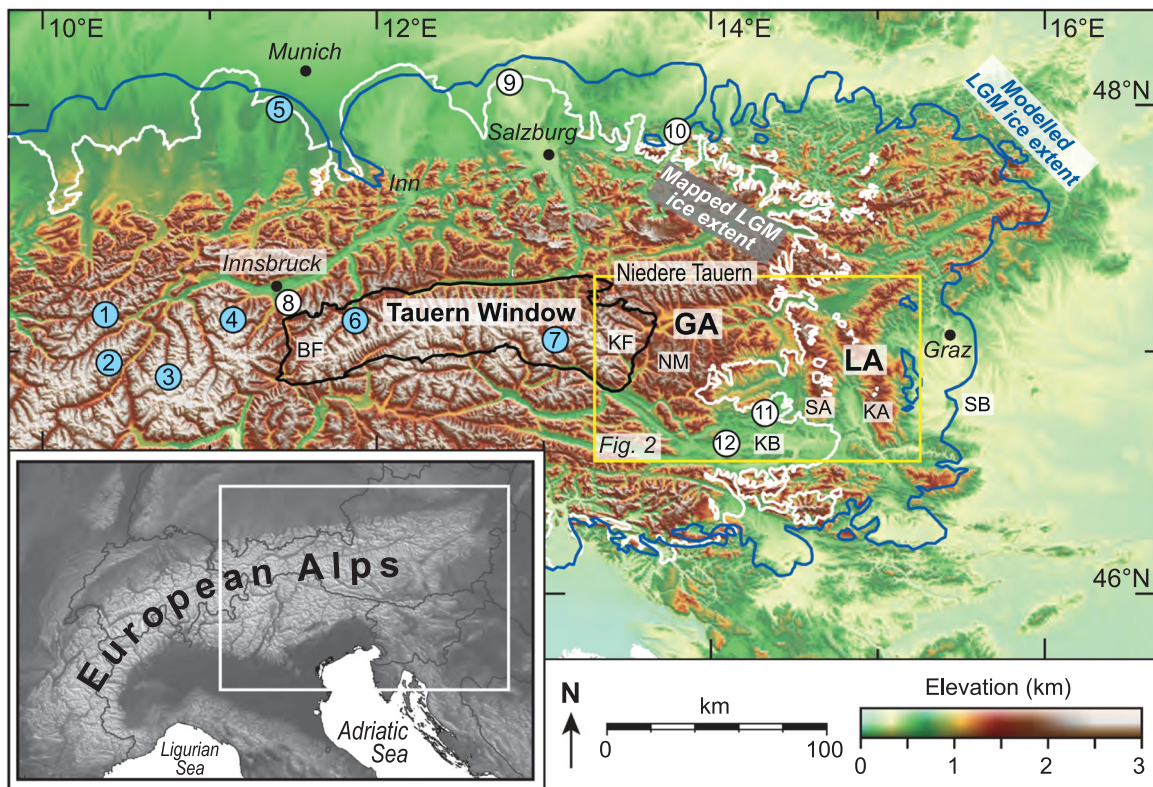 10°E
12°E
14°E
16°E
Munich
48°N
Modelled
LGM ice extent
9
5
10
Salzburg
Inn
Mapped LGM
ice extent
Innsbruck
Niedere Tauern
1
4
8
6
Tauern Window
7
KF
GA
BF
NM
LA
Graz
2
3
11
SA
KA
SB
Fig. 2
12
KB
46°N
European Alps
Adriatic
Sea
Ligurian
Sea
N
km
0
100
Elevation (km)
0
1
2
3